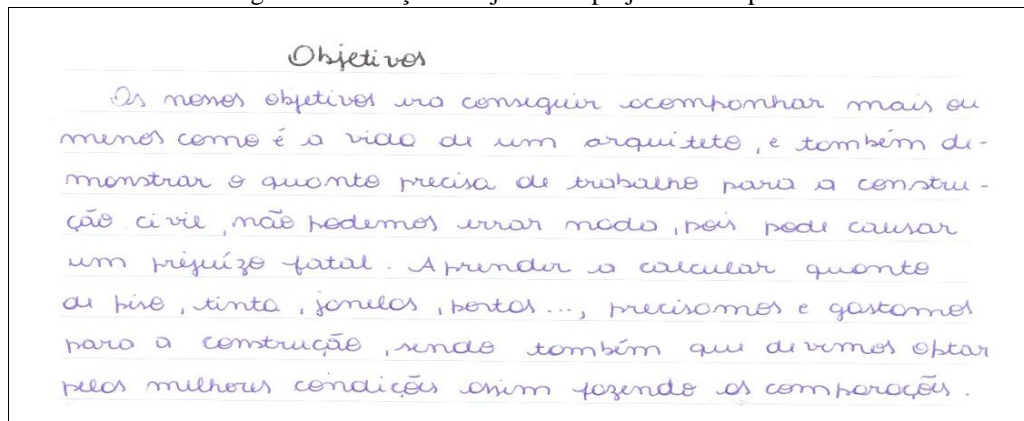 Objetivos
Os nossos objetivos era conseguir acompanhar mais ou
menos como é a vida de um arquiteto, e também de-
monstrar o quanto precisa de trabalho para a constru-
ção civil, não podemos errar nada, pois pode causar
um prejuízo fatal. Aprender a calcular quanto
de piso, tinta, janelas, portas..., precisamos e gastamos
para a construção, sendo também que devemos optar
pelas melhores condições assim fazendo as comparações.